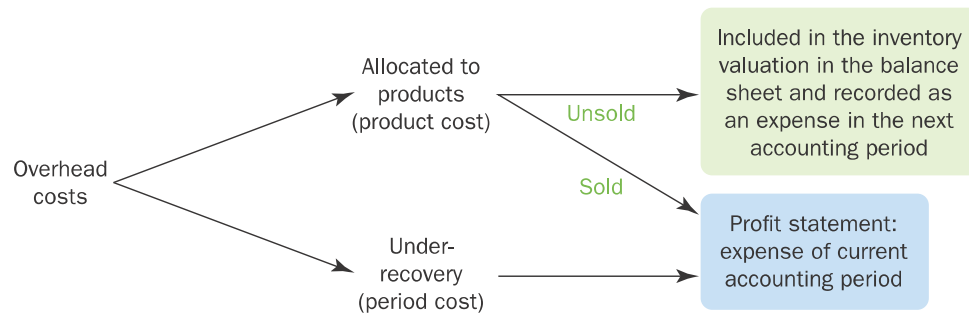 Overhead
costs
Allocated to
products
(product cost)
Unsold
Sold
Included in the inventory
valuation in the balance
sheet and recorded as
an expense in the next
accounting period
Under-
recovery
(period cost)
Profit statement:
expense of current
accounting period